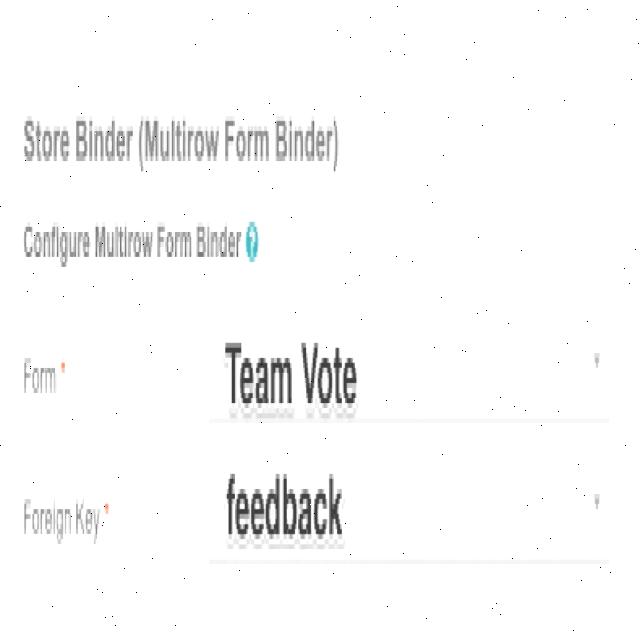 Store Binder (Multirow Form Binder)
Configure Multirow Form Binder ?
Form * Team Vote
Foreign Key * feedback